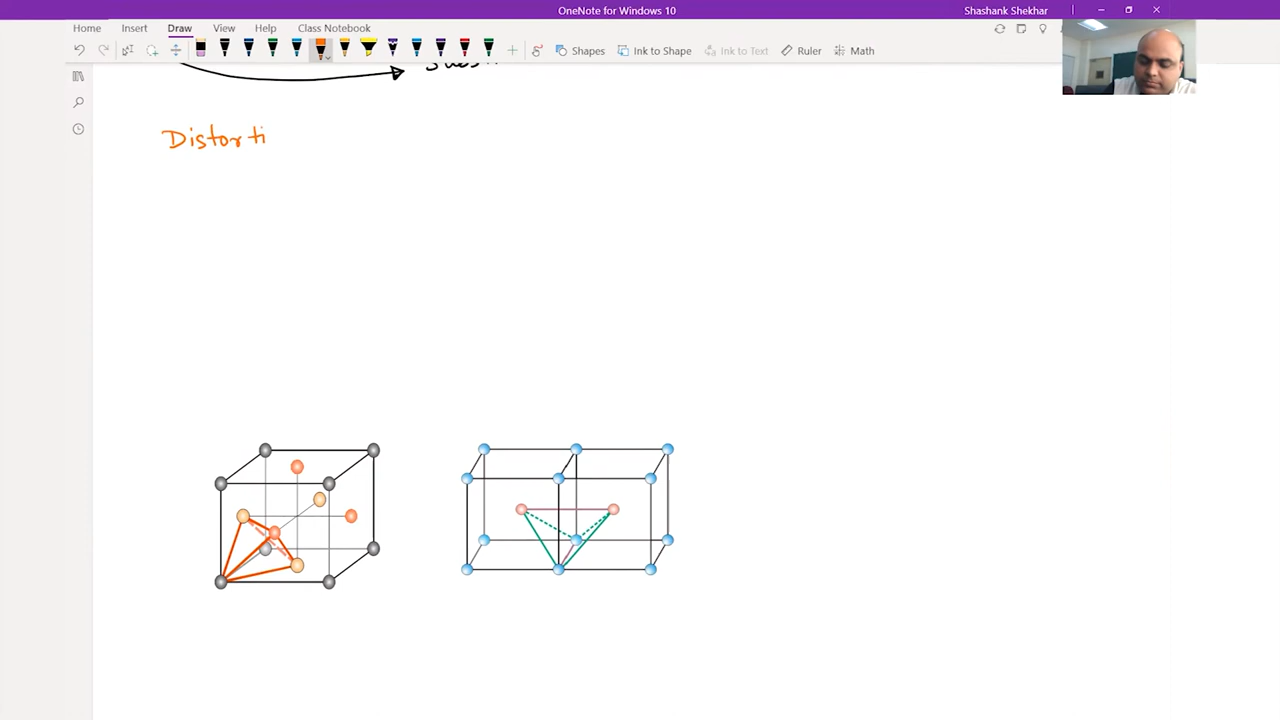 OneNote for Windows 10
Shashank Shekhar
Home Insert Draw View Help Class Notebook
Shapes Ink to Shape Ink to Text Ruler Math
Distorti